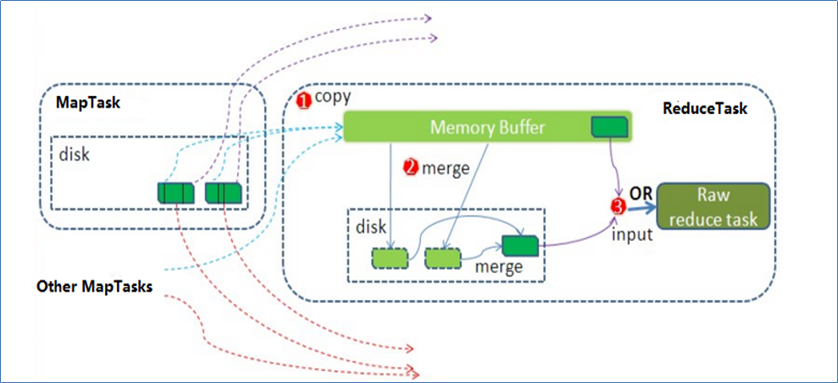 MapTask
disk
Other MapTasks
1 copy
ReduceTask
Memory Buffer
2 merge
disk
merge
3
OR
input
Raw
reduce task